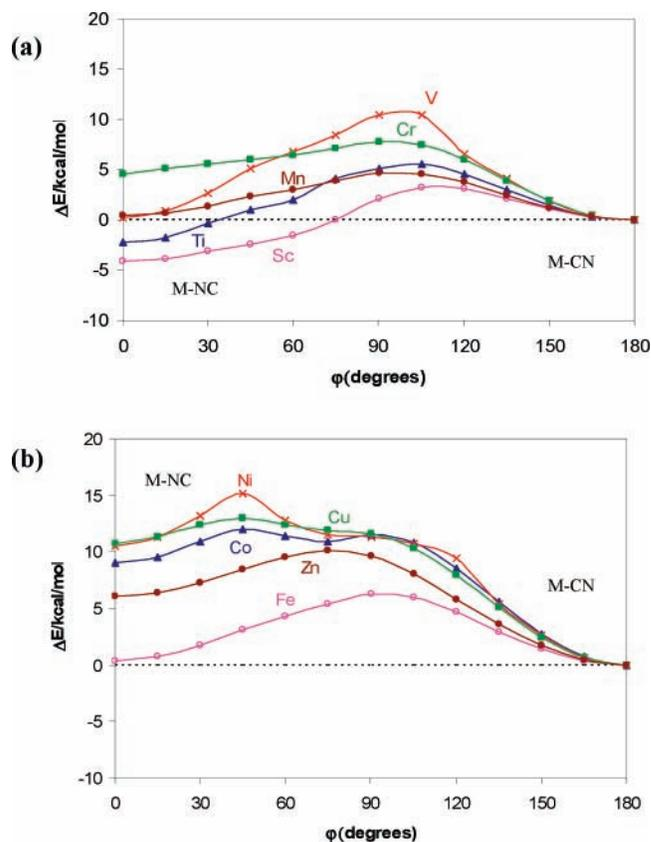 (a)
20
15
10
5
0
-5
-10
ΔE/kcal/mol
V
Cr
Mn
Ti
Sc
M-NC
M-CN
0 30 60 90 120 150 180
φ(degrees)
(b)
20
15
10
5
0
-5
-10
ΔE/kcal/mol
M-NC
Ni
Cu
Co
Zn
Fe
M-CN
0 30 60 90 120 150 180
φ(degrees)